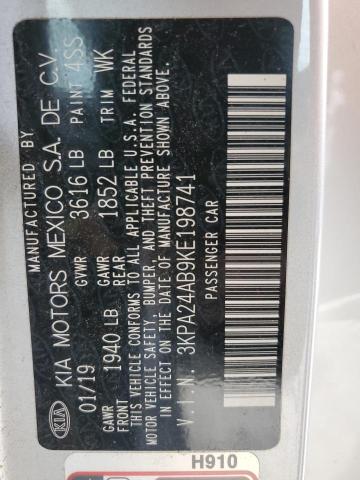 MANUFACTURED BY
KIA KIA MOTORS MEXICO S.A. DE C.V.
01/19 GVWR 3616 LB PAINT 4SS
GAWR FRONT 1940 LB GAWR REAR 1852 LB TRIM WK
THIS VEHICLE CONFORMS TO ALL APPLICABLE U.S.A. FEDERAL
MOTOR VEHICLE SAFETY, BUMPER, AND THEFT PREVENTION STANDARDS
IN EFFECT ON THE DATE OF MANUFACTURE SHOWN ABOVE.
V.I.N. 3KPA24AB9KE198741
PASSENGER CAR
H910